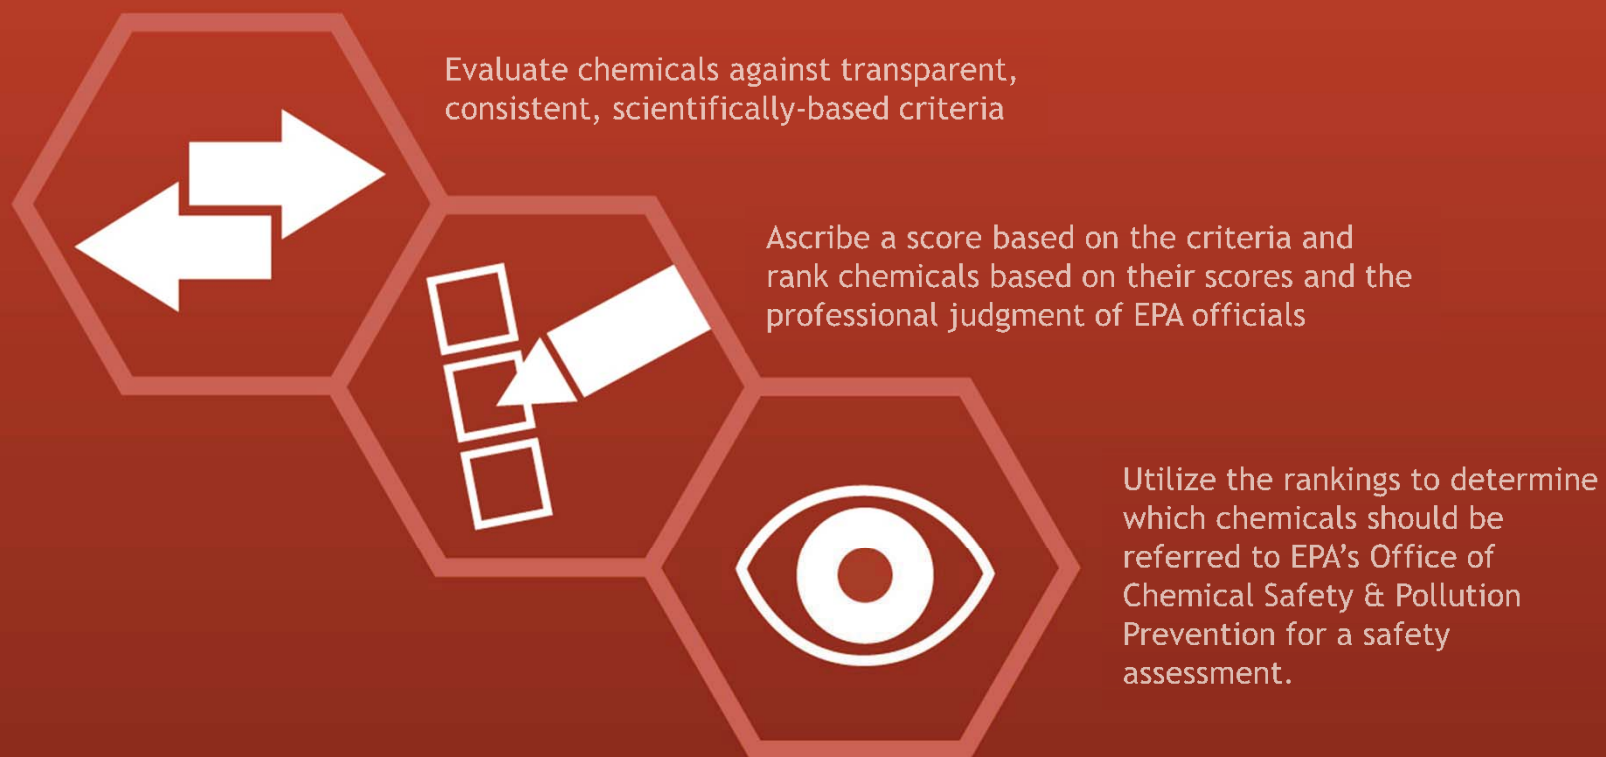 Evaluate chemicals against transparent,
consistent, scientifically-based criteria
Ascribe a score based on the criteria and
rank chemicals based on their scores and the
professional judgment of EPA officials
Utilize the rankings to determine
which chemicals should be
referred to EPA’s Office of
Chemical Safety & Pollution
Prevention for a safety
assessment.